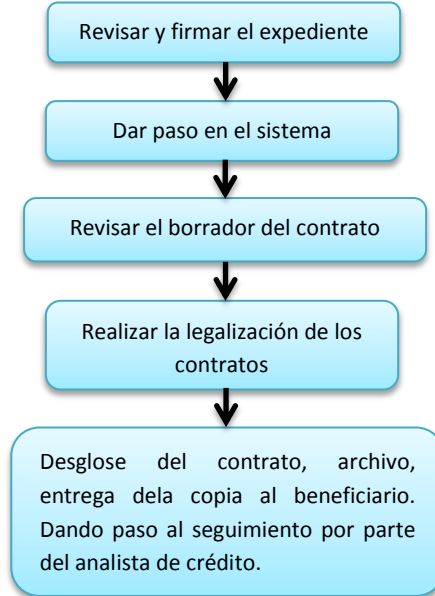 Revisar y firmar el expediente
Dar paso en el sistema
Revisar el borrador del contrato
Realizar la legalización de los
contratos
Desglose del contrato, archivo,
entrega dela copia al beneficiario.
Dando paso al seguimiento por parte
del analista de crédito.